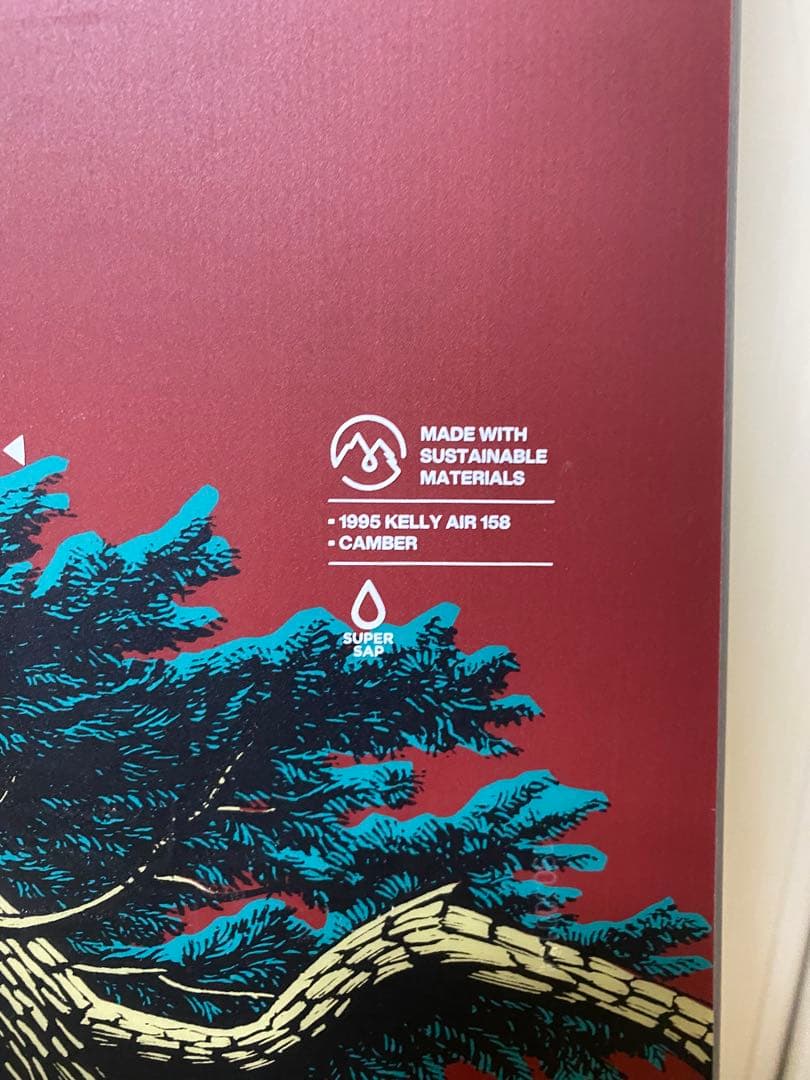 MADE WITH
SUSTAINABLE
MATERIALS
- 1995 KELLY AIR 158
- CAMBER
SUPER
SAP